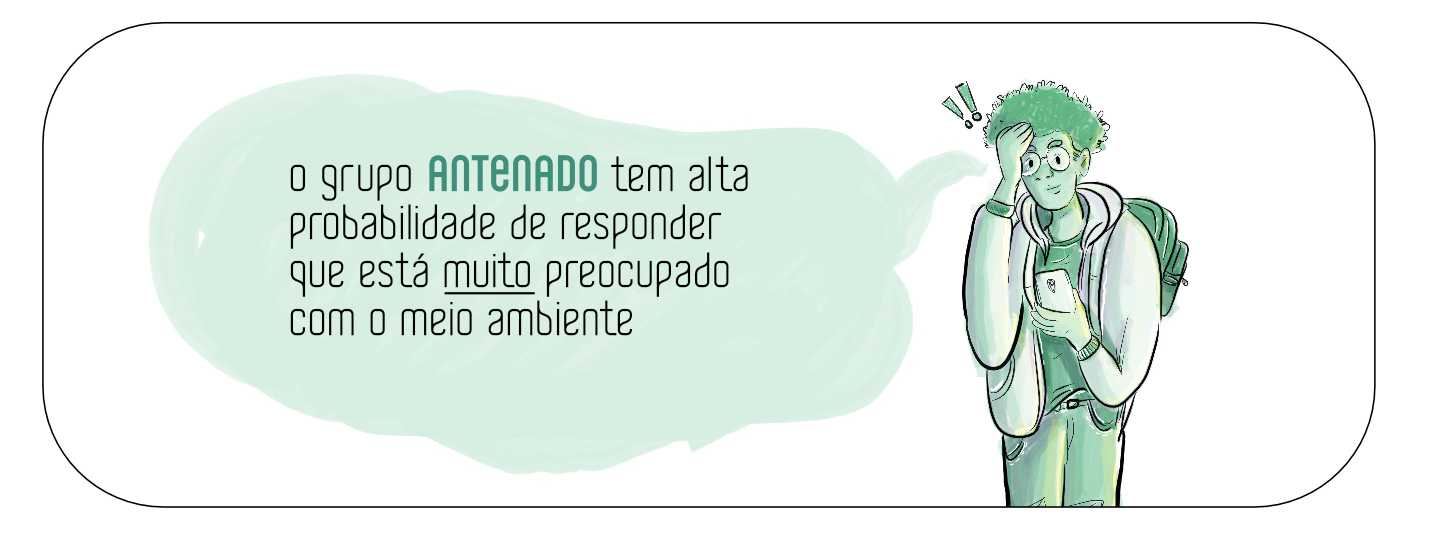 o grupo ANTENADO tem alta
probabilidade de responder
que está muito preocupado
com o meio ambiente